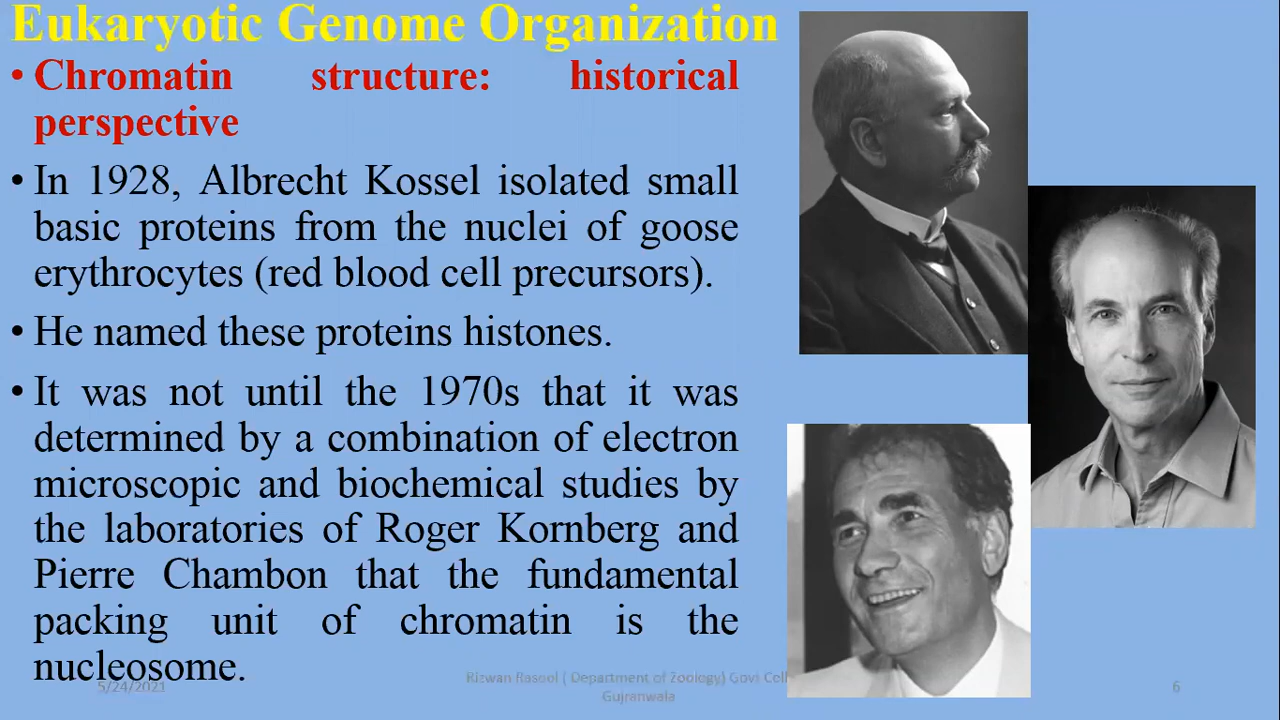 Eukaryotic Genome Organization
• Chromatin structure: historical
perspective
• In 1928, Albrecht Kossel isolated small
basic proteins from the nuclei of goose
erythrocytes (red blood cell precursors).
• He named these proteins histones.
• It was not until the 1970s that it was
determined by a combination of electron
microscopic and biochemical studies by
the laboratories of Roger Kornberg and
Pierre Chambon that the fundamental
packing unit of chromatin is the
nucleosome.
5/24/2021
Rizwan Rasool ( Department of Zoology) Govt Coll
Gujranwala
6